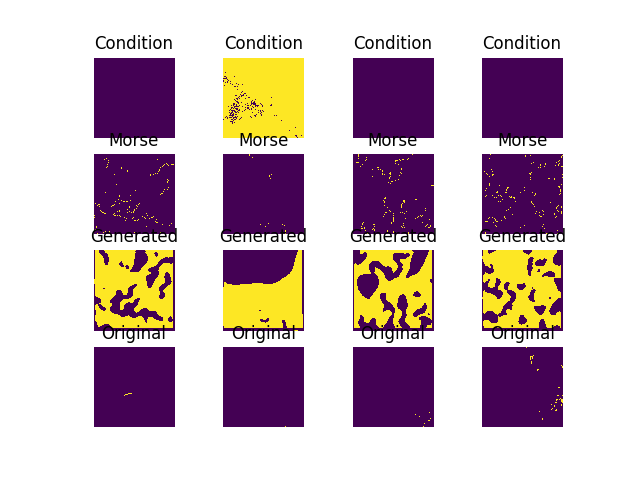 Condition Condition Condition Condition
Morse Morse Morse Morse
Generated Generated Generated Generated
Original Original Original Original